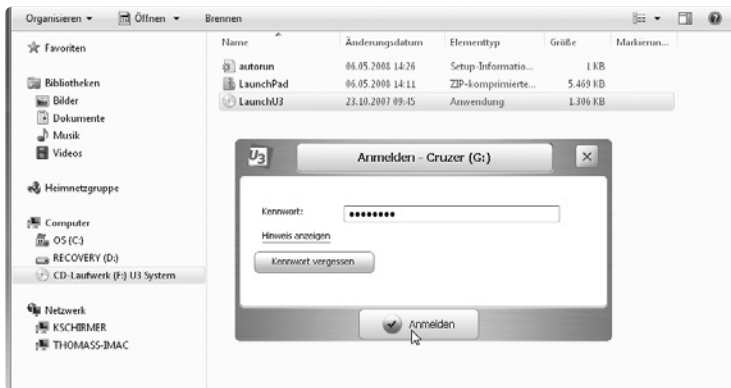 Organisieren Öffnen Brennen
Favoriten
Bibliotheken
Bilder
Dokumente
Musik
Videos
Heimnetzgruppe
Computer
OS (C:)
RECOVERY (D:)
CD-Laufwerk (F:) U3 System
Netzwerk
KSCHIRMER
THOMASS-IMAC
Name Änderungsdatum Elementtyp Größe Markierun...
autorun 06.05.2008 14:26 Setup-Informatio... 1 KB
LaunchPad 06.05.2008 14:11 ZIP-komprimierte... 5.469 KB
LaunchU3 23.10.2007 09:45 Anwendung 1.306 KB
U3 Anmelden - Cruzer (G:)
Kennwort: ••••••••
Hinweis anzeigen
Kennwort vergessen
Anmelden